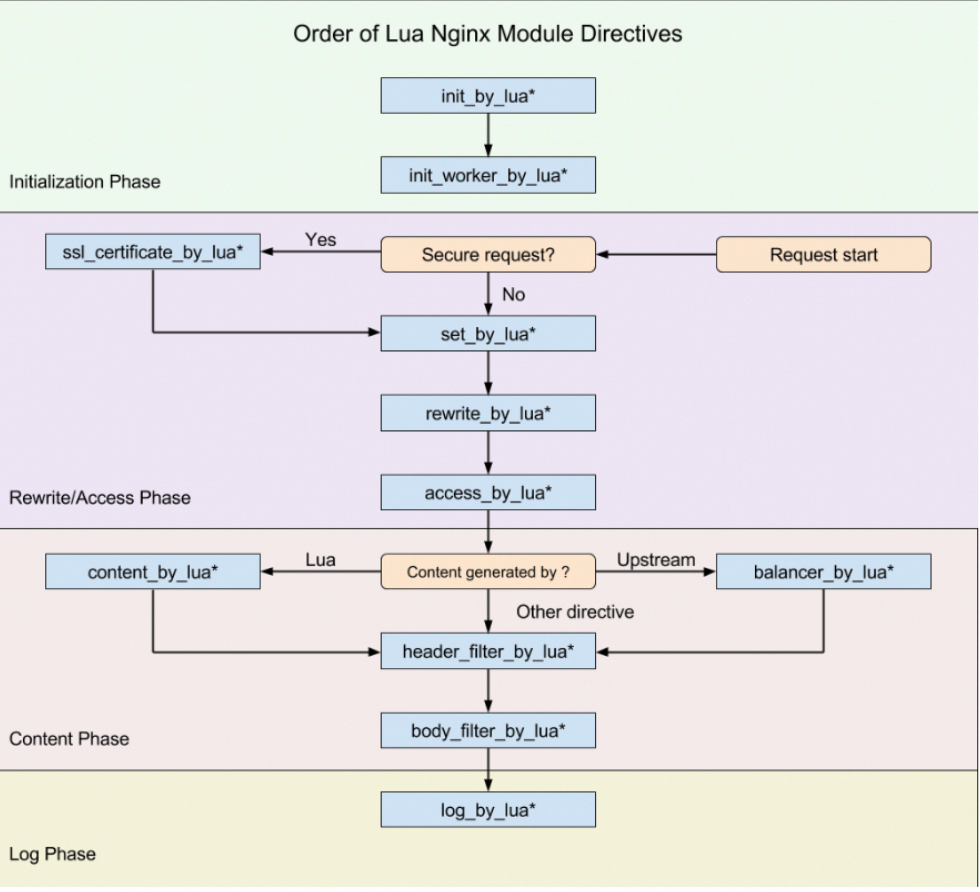 Order of Lua Nginx Module Directives
init_by_lua*
init_worker_by_lua*
Initialization Phase
ssl_certificate_by_lua*
Yes
Secure request?
Request start
No
set_by_lua*
rewrite_by_lua*
access_by_lua*
Rewrite/Access Phase
content_by_lua*
Lua
Content generated by ?
Upstream
balancer_by_lua*
Other directive
header_filter_by_lua*
body_filter_by_lua*
Content Phase
log_by_lua*
Log Phase